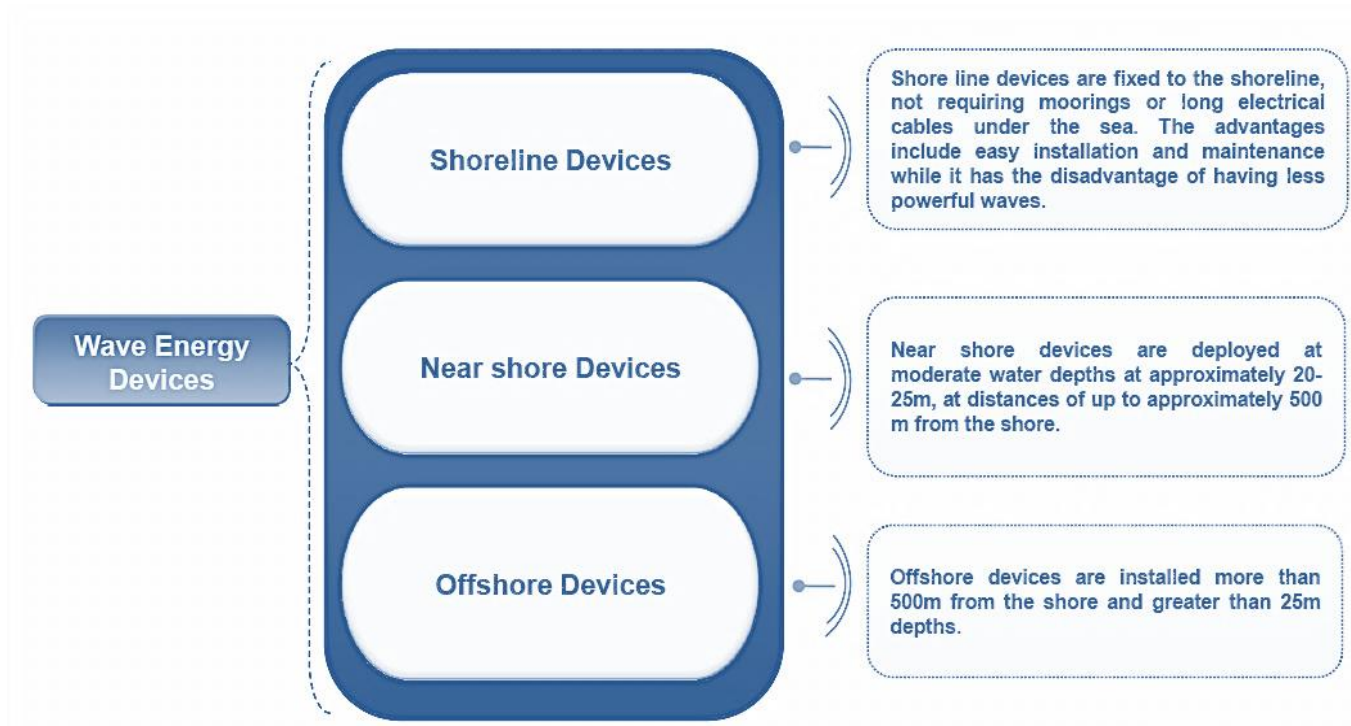 Wave Energy
Devices
Shoreline Devices
Shore line devices are fixed to the shoreline,
not requiring moorings or long electrical
cables under the sea. The advantages
include easy installation and maintenance
while it has the disadvantage of having less
powerful waves.
Near shore Devices
Near shore devices are deployed at
moderate water depths at approximately 20-
25m, at distances of up to approximately 500
m from the shore.
Offshore Devices
Offshore devices are installed more than
500m from the shore and greater than 25m
depths.